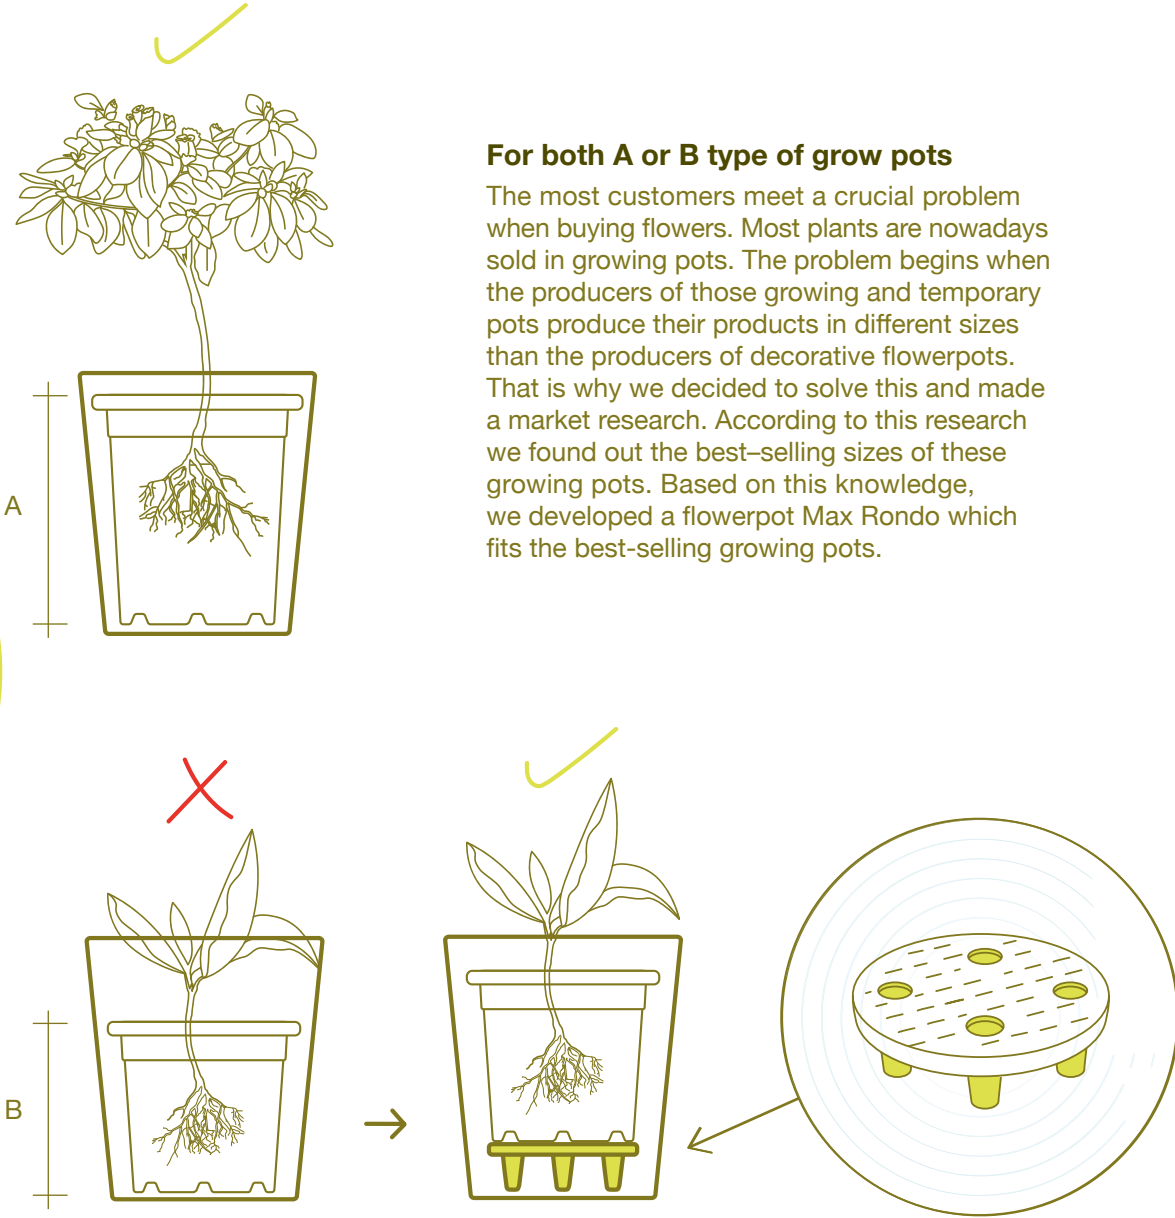 For both A or B type of grow pots
The most customers meet a crucial problem
when buying flowers. Most plants are nowadays
sold in growing pots. The problem begins when
the producers of those growing and temporary
pots produce their products in different sizes
than the producers of decorative flowerpots.
That is why we decided to solve this and made
a market research. According to this research
we found out the best–selling sizes of these
growing pots. Based on this knowledge,
we developed a flowerpot Max Rondo which
fits the best-selling growing pots.
A
B